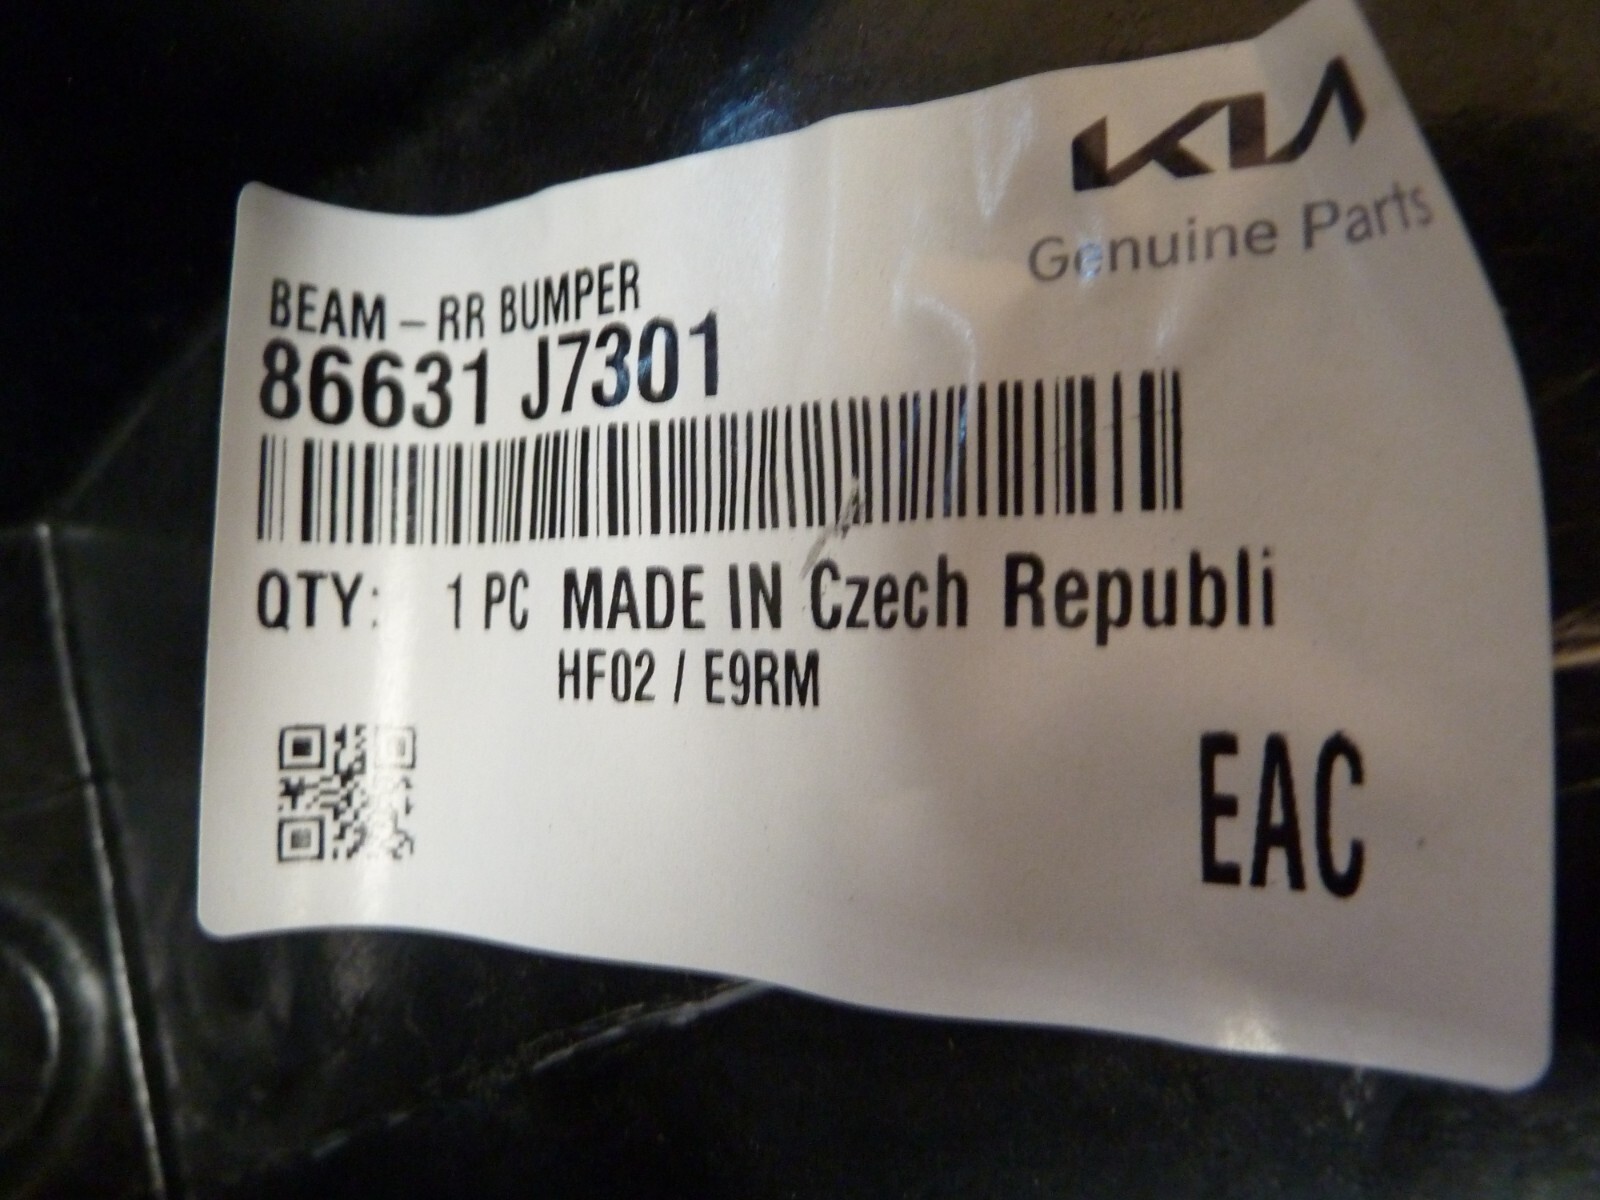 KIA
Genuine Parts
BEAM - RR BUMPER
86631 J7301
QTY: 1 PC MADE IN Czech Republi
HF02 / E9RM
EAC